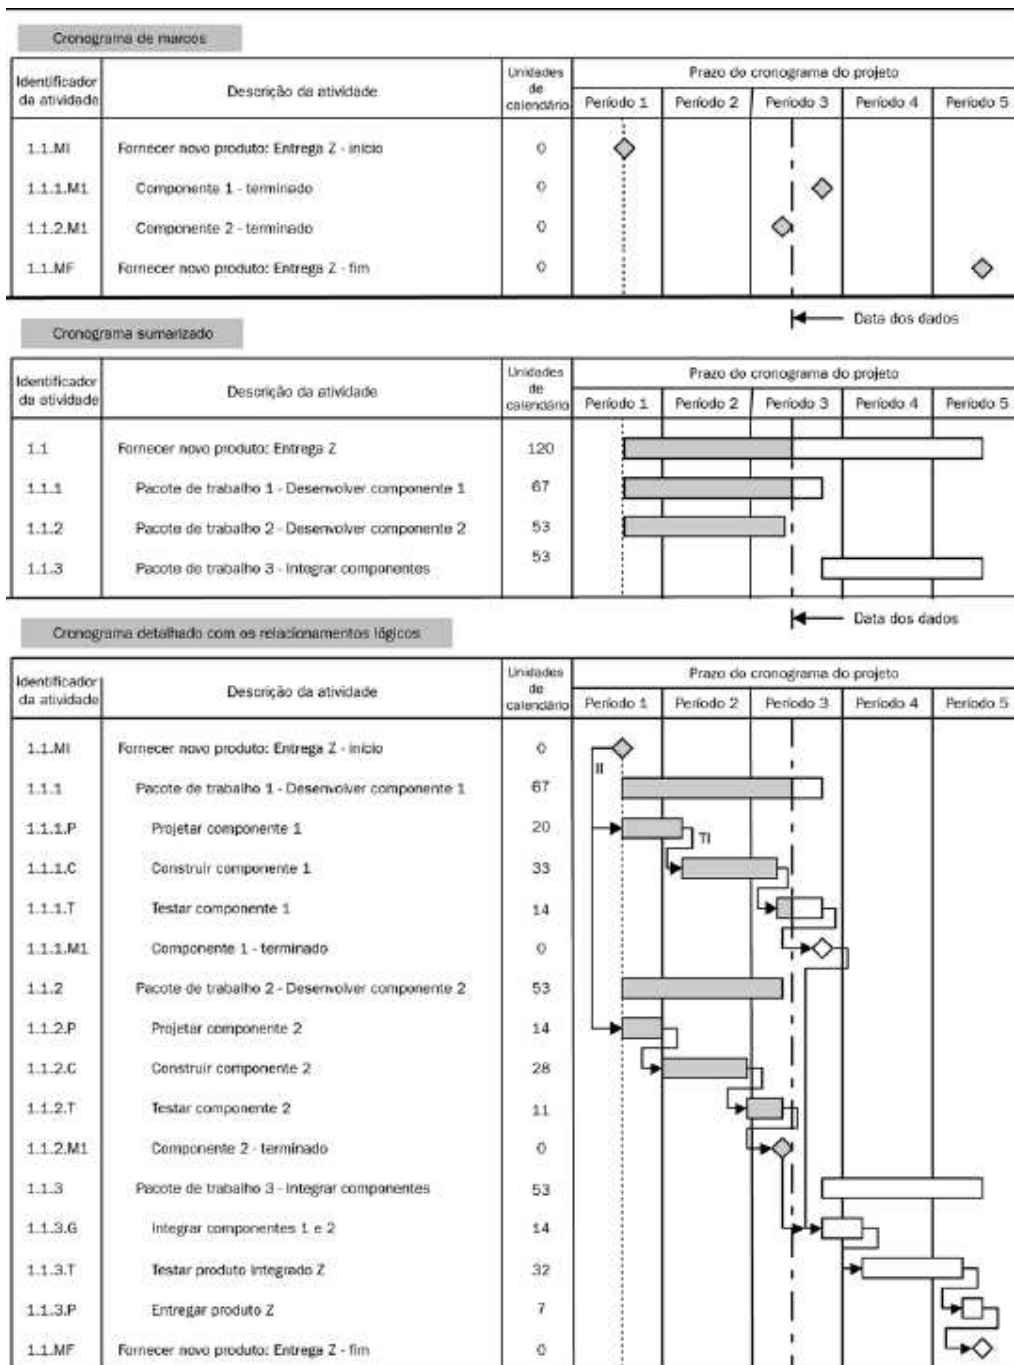 Cronograma de marcos
Identificador da atividade Descrição da atividade Unidades de calendário Prazo do cronograma do projeto
Período 1 Período 2 Período 3 Período 4 Período 5
1.1.MI Fornecer novo produto: Entrega Z - início 0
1.1.1.M1 Componente 1 - terminado 0
1.1.2.M1 Componente 2 - terminado 0
1.1.MF Fornecer novo produto: Entrega Z - fim 0
Data dos dados
Cronograma sumarizado
Identificador da atividade Descrição da atividade Unidades de calendário Prazo do cronograma do projeto
Período 1 Período 2 Período 3 Período 4 Período 5
1.1 Fornecer novo produto: Entrega Z 120
1.1.1 Pacote de trabalho 1 - Desenvolver componente 1 67
1.1.2 Pacote de trabalho 2 - Desenvolver componente 2 53
1.1.3 Pacote de trabalho 3 - Integrar componentes 53
Data dos dados
Cronograma detalhado com os relacionamentos lógicos
Identificador da atividade Descrição da atividade Unidades de calendário Prazo do cronograma do projeto
Período 1 Período 2 Período 3 Período 4 Período 5
1.1.MI Fornecer novo produto: Entrega Z - início 0
II
1.1.1 Pacote de trabalho 1 - Desenvolver componente 1 67
1.1.1.P Projetar componente 1 20
TI
1.1.1.C Construir componente 1 33
1.1.1.T Testar componente 1 14
1.1.1.M1 Componente 1 - terminado 0
1.1.2 Pacote de trabalho 2 - Desenvolver componente 2 53
1.1.2.P Projetar componente 2 14
1.1.2.C Construir componente 2 28
1.1.2.T Testar componente 2 11
1.1.2.M1 Componente 2 - terminado 0
1.1.3 Pacote de trabalho 3 - Integrar componentes 53
1.1.3.G Integrar componentes 1 e 2 14
1.1.3.T Testar produto integrado Z 32
1.1.3.P Entregar produto Z 7
1.1.MF Fornecer novo produto: Entrega Z - fim 0